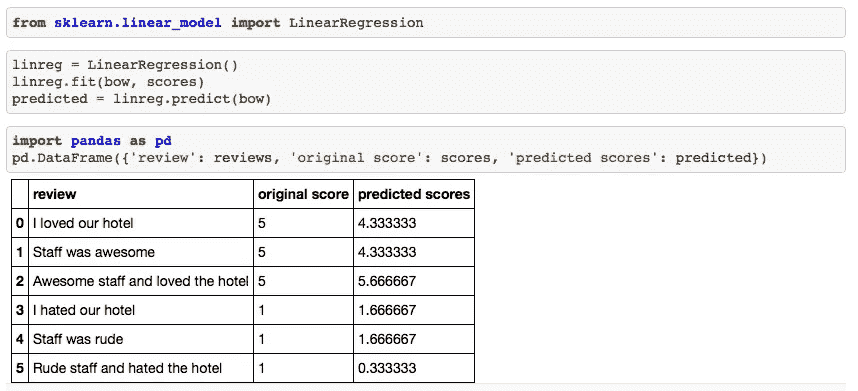 from sklearn.linear_model import LinearRegression
linreg = LinearRegression()
linreg.fit(bow, scores)
predicted = linreg.predict(bow)
import pandas as pd
pd.DataFrame({'review': reviews, 'original score': scores, 'predicted scores': predicted})
review original score predicted scores
0 I loved our hotel 5 4.333333
1 Staff was awesome 5 4.333333
2 Awesome staff and loved the hotel 5 5.666667
3 I hated our hotel 1 1.666667
4 Staff was rude 1 1.666667
5 Rude staff and hated the hotel 1 0.333333